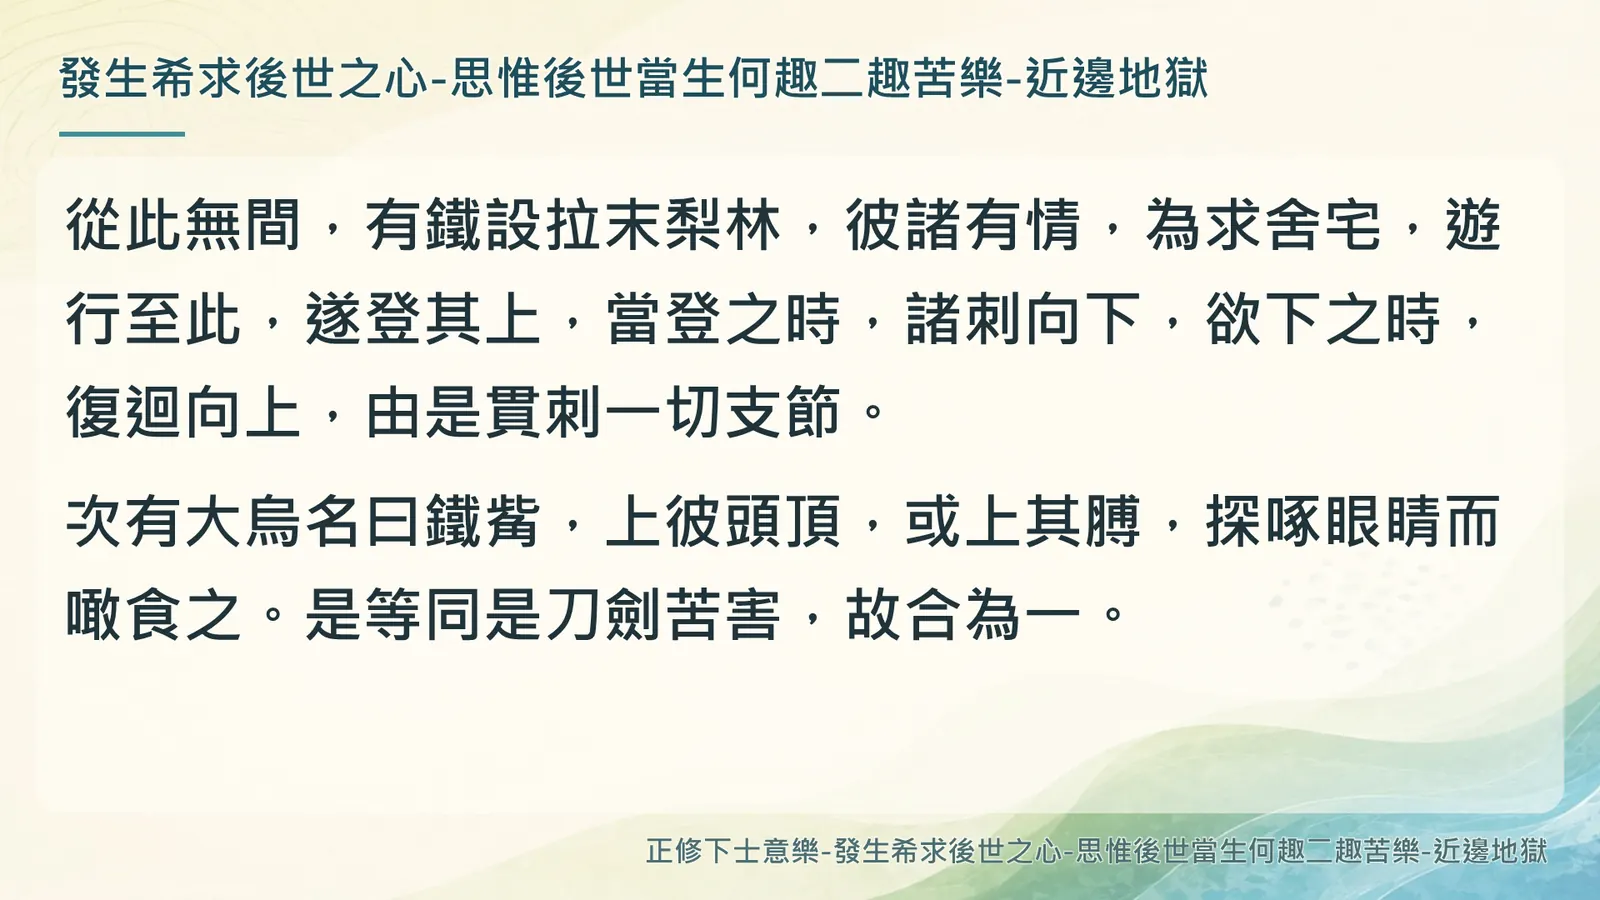 發生希求後世之心-思惟後世當生何趣二趣苦樂-近邊地獄
從此無間，有鐵設拉末梨林，彼諸有情，為求舍宅，遊
行至此，遂登其上，當登之時，諸刺向下，欲下之時，
復迴向上，由是貫刺一切支節。
次有大烏名曰鐵觜，上彼頭頂，或上其膊，探啄眼睛而
噉食之。是等同是刀劍苦害，故合為一。
正修下士意樂-發生希求後世之心-思惟後世當生何趣二趣苦樂-近邊地獄